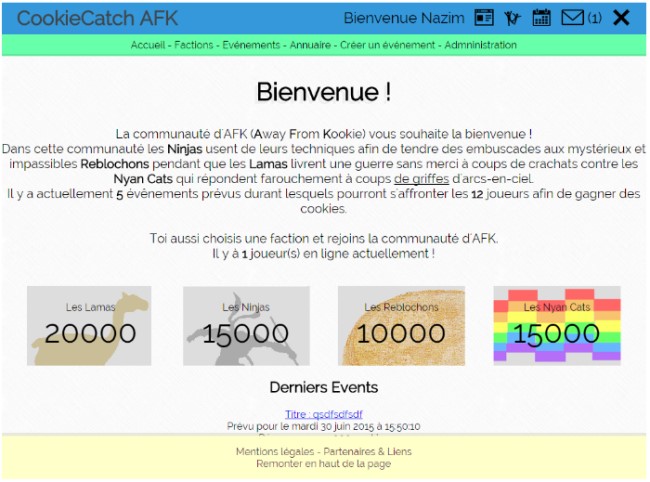 CookieCatch AFK
Bienvenue Nazim (1)
Accueil - Factions - Evénements - Annuaire - Créer un événement - Admninistration
Bienvenue !
La communauté d'AFK (Away From Kookie) vous souhaite la bienvenue !
Dans cette communauté les Ninjas usent de leurs techniques afin de tendre des embuscades aux mystérieux et
impassibles Reblochons pendant que les Lamas livrent une guerre sans merci à coups de crachats contre les
Nyan Cats qui répondent farouchement à coups de griffes d'arcs-en-ciel.
Il y a actuellement 5 évênements prévus durant lesquels pourront s'affronter les 12 joueurs afin de gagner des
cookies.
Toi aussi choisis une faction et rejoins la communauté d'AFK.
Il y à 1 joueur(s) en ligne actuellement !
Les Lamas
20000
Les Ninjas
15000
Les Reblochons
10000
Les Nyan Cats
15000
Derniers Events
Titre : qsdfsdfsdf
Prévu pour le mardi 30 juin 2015 à 15:50:10
Mentions légales - Partenaires & Liens
Remonter en haut de la page